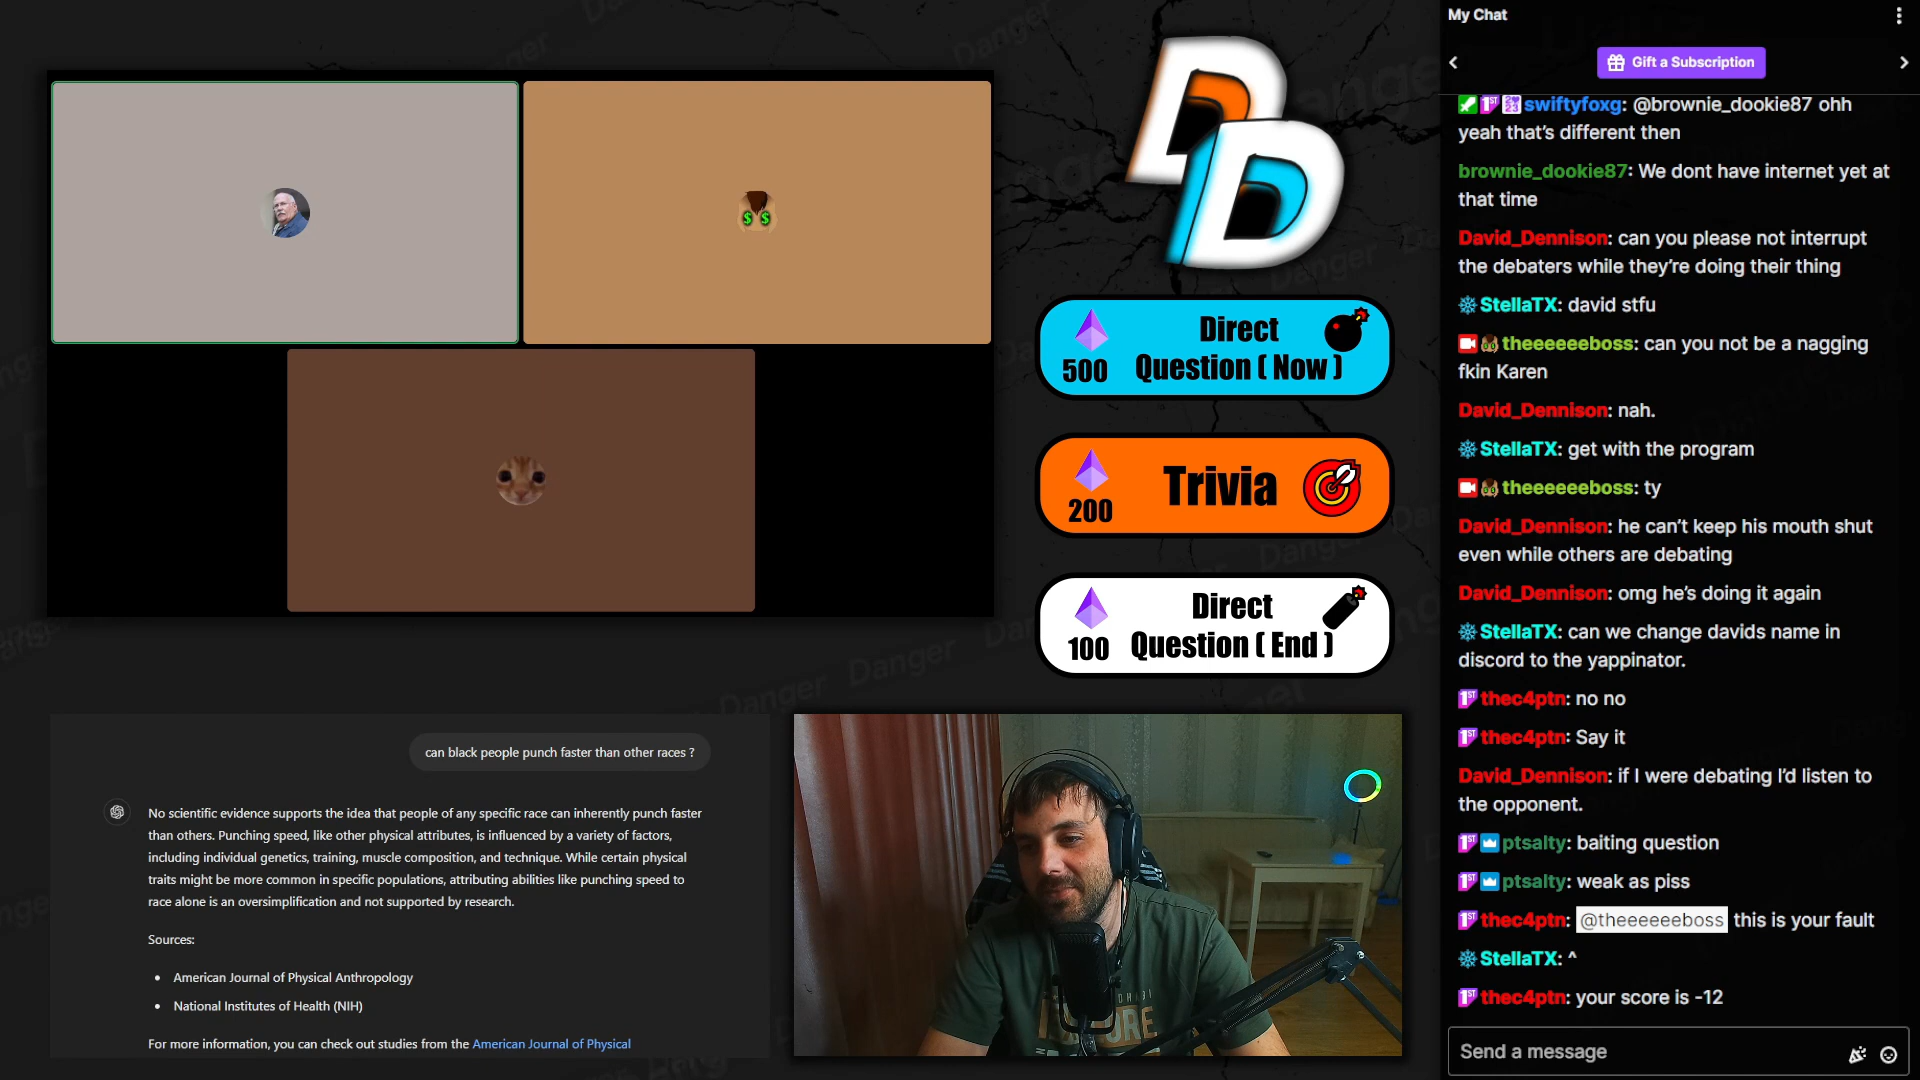 My Chat
Gift a Subscription
swiftyfoxg: @brownie_dookie87 ohh
yeah that's different then
brownie_dookie87: We dont have internet yet at
that time
David_Dennison: can you please not interrupt
the debaters while they're doing their thing
StellaTX: david stfu
theeeeeeboss: can you not be a nagging
fkin Karen
David_Dennison: nah.
StellaTX: get with the program
theeeeeeboss: ty
David_Dennison: he can't keep his mouth shut
even while others are debating
David_Dennison: omg he's doing it again
StellaTX: can we change davids name in
discord to the yappinator.
thec4ptn: no no
thec4ptn: Say it
David_Dennison: if I were debating I'd listen to
the opponent.
ptsalty: baiting question
ptsalty: weak as piss
thec4ptn: @theeeeeeboss this is your fault
StellaTX: ^
thec4ptn: your score is -12
Send a message
DD
500
Direct
Question ( Now )
200
Trivia
100
Direct
Question ( End )
can black people punch faster than other races ?
No scientific evidence supports the idea that people of any specific race can inherently punch faster
than others. Punching speed, like other physical attributes, is influenced by a variety of factors,
including individual genetics, training, muscle composition, and technique. While certain physical
traits might be more common in specific populations, attributing abilities like punching speed to
race alone is an oversimplification and not supported by research.
Sources:
• American Journal of Physical Anthropology
• National Institutes of Health (NIH)
For more information, you can check out studies from the American Journal of Physical
Danger
Danger
Danger
Danger